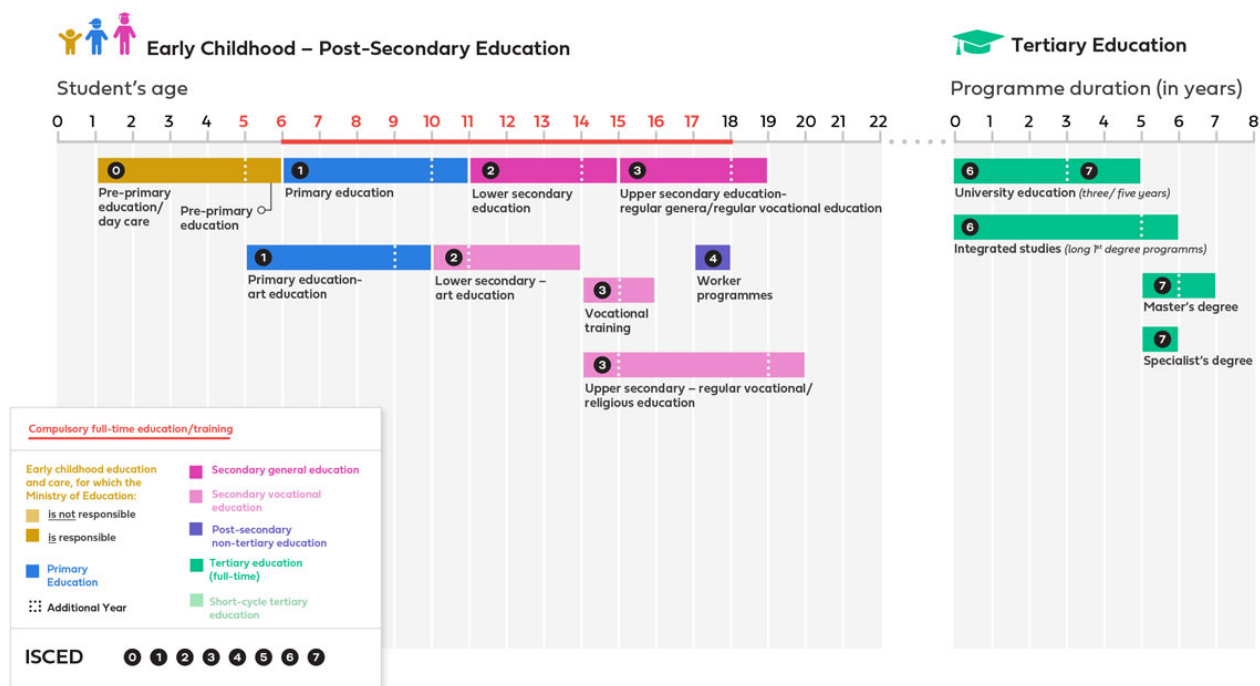 Early Childhood – Post-Secondary Education
Tertiary Education
Student's age
Programme duration (in years)
0 1 2 3 4 5 6 7 8 9 10 11 12 13 14 15 16 17 18 19 20 21 22
0 1 2 3 4 5 6 7 8
0
Pre-primary
education/
day care
Pre-primary
education
1
Primary education
2
Lower secondary
education
3
Upper secondary education-
regular genera/regular vocational education
1
Primary education-
art education
2
Lower secondary –
art education
3
Vocational
training
4
Worker
programmes
3
Upper secondary – regular vocational/
religious education
6 7
University education (three/ five years)
6
Integrated studies (long 1st degree programms)
7
Master's degree
7
Specialist's degree
Compulsory full-time education/training
Early childhood education
and care, for which the
Ministry of Education:
is not responsible
is responsible
Primary
Education
Additional Year
Secondary general education
Secondary vocational
education
Post-secondary
non-tertiary education
Tertiary education
(full-time)
Short-cycle tertiary
education
ISCED 0 1 2 3 4 5 6 7